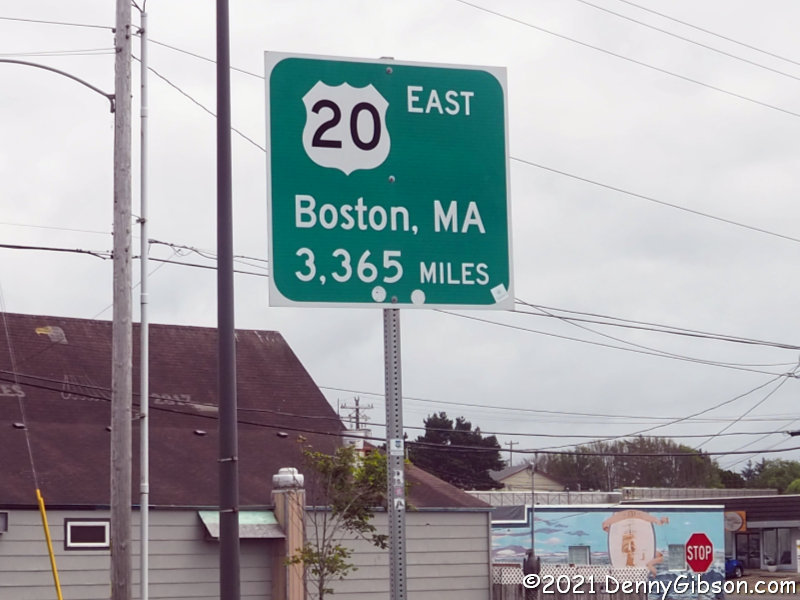 20
EAST
Boston, MA
3,365 MILES
STOP
©2021 DennyGibson.com